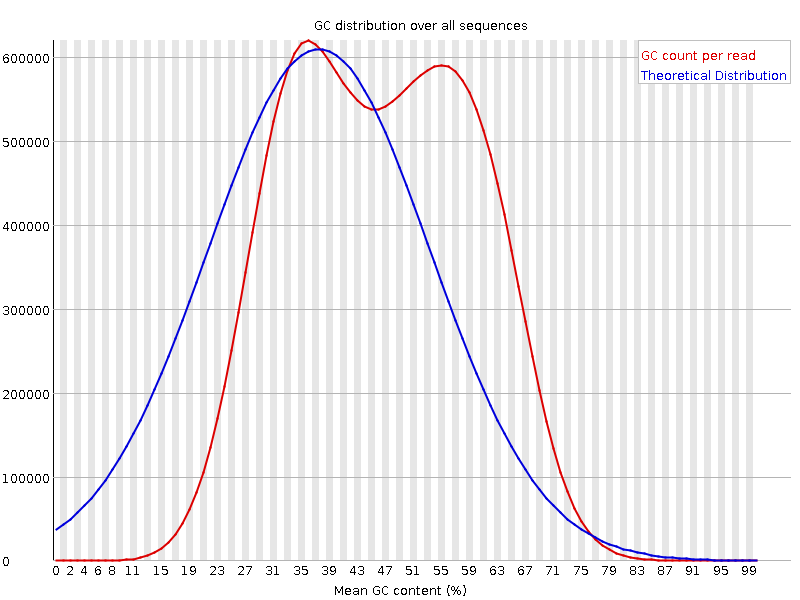 GC distribution over all sequences
GC count per read
Theoretical Distribution
600000
500000
400000
300000
200000
100000
0
0 2 4 6 8 11 15 19 23 27 31 35 39 43 47 51 55 59 63 67 71 75 79 83 87 91 95 99
Mean GC content (%)